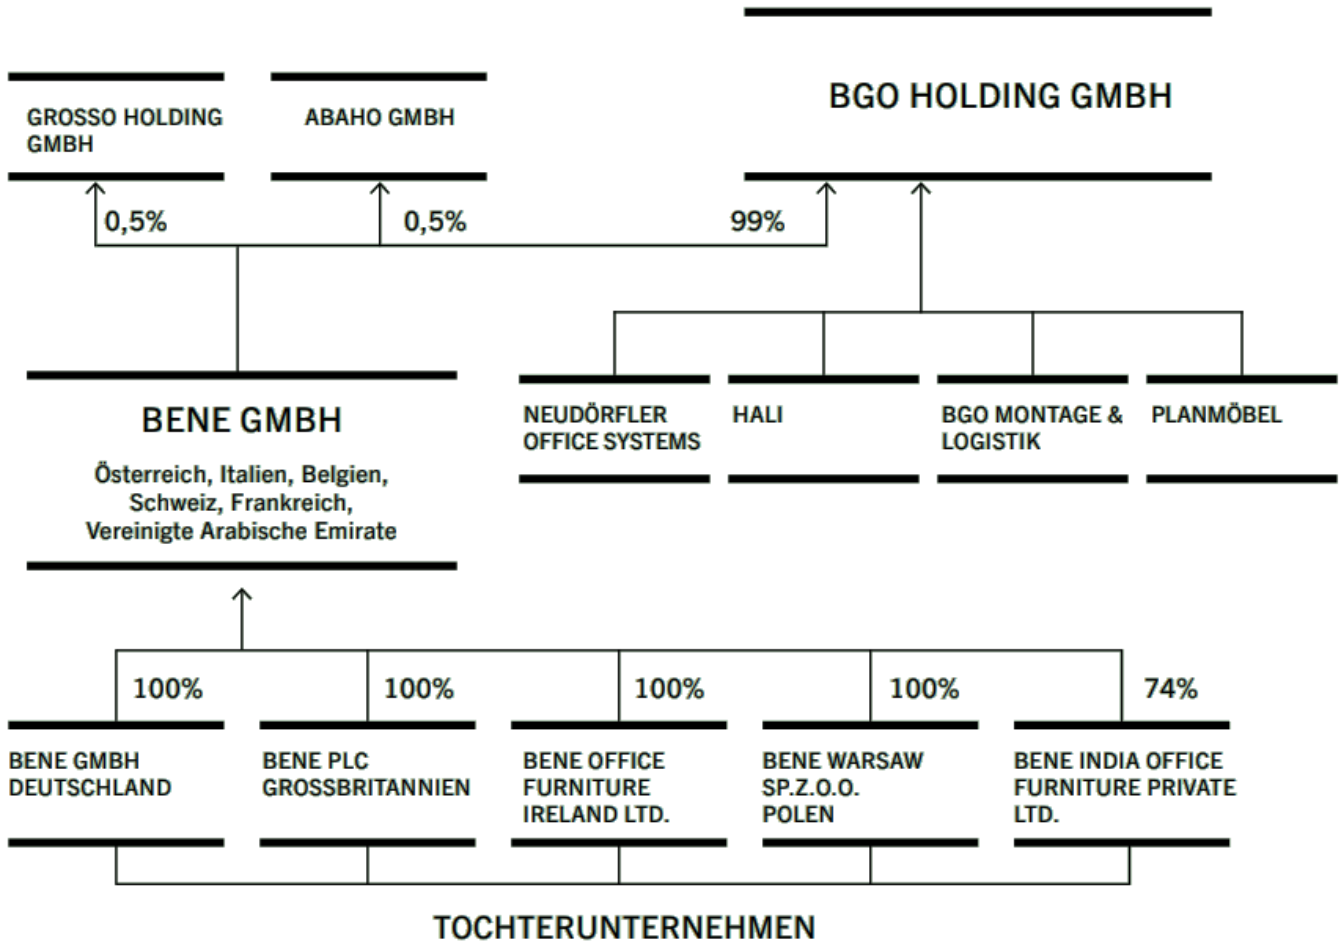 BGO HOLDING GMBH
GROSSO HOLDING
GMBH
ABAHO GMBH
0,5%
0,5%
99%
BENE GMBH
Österreich, Italien, Belgien,
Schweiz, Frankreich,
Vereinigte Arabische Emirate
NEUDÖRFLER
OFFICE SYSTEMS
HALI
BGO MONTAGE &
LOGISTIK
PLANMÖBEL
100%
100%
100%
100%
74%
BENE GMBH
DEUTSCHLAND
BENE PLC
GROSSBRITANNIEN
BENE OFFICE
FURNITURE
IRELAND LTD.
BENE WARSAW
SP.Z.O.O.
POLEN
BENE INDIA OFFICE
FURNITURE PRIVATE
LTD.
TOCHTERUNTERNEHMEN